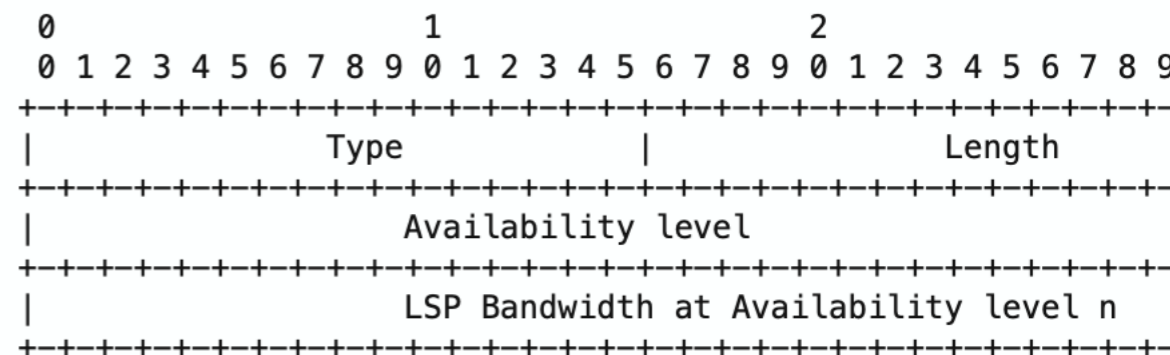 0 1 2
0 1 2 3 4 5 6 7 8 9 0 1 2 3 4 5 6 7 8 9 0 1 2 3 4 5 6 7 8 9
+-+-+-+-+-+-+-+-+-+-+-+-+-+-+-+-+-+-+-+-+-+-+-+-+-+-+-+-+-+-
| Type | Length
+-+-+-+-+-+-+-+-+-+-+-+-+-+-+-+-+-+-+-+-+-+-+-+-+-+-+-+-+-+-
| Availability level
+-+-+-+-+-+-+-+-+-+-+-+-+-+-+-+-+-+-+-+-+-+-+-+-+-+-+-+-+-+-
| LSP Bandwidth at Availability level n
+-+-+-+-+-+-+-+-+-+-+-+-+-+-+-+-+-+-+-+-+-+-+-+-+-+-+-+-+-+-